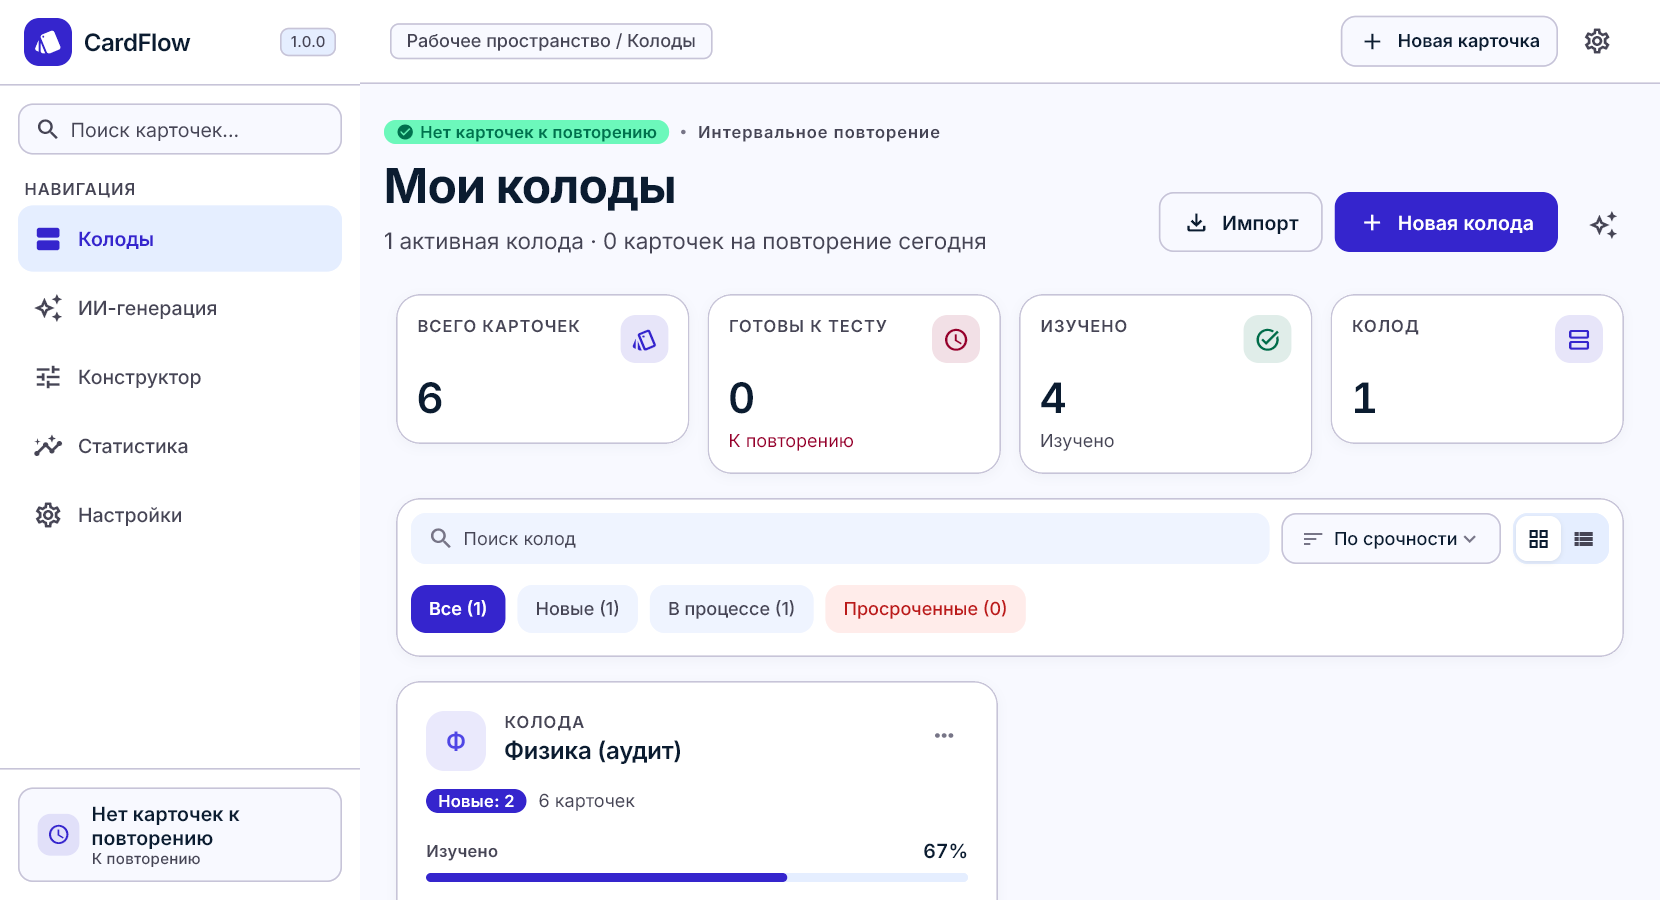 CardFlow
1.0.0
Поиск карточек...
НАВИГАЦИЯ
Колоды
ИИ-генерация
Конструктор
Статистика
Настройки
Нет карточек к
повторению
К повторению
Рабочее пространство / Колоды
Новая карточка
Нет карточек к повторению • Интервальное повторение
Мои колоды
1 активная колода · 0 карточек на повторение сегодня
Импорт
Новая колода
ВСЕГО КАРТОЧЕК
6
ГОТОВЫ К ТЕСТУ
0
К повторению
ИЗУЧЕНО
4
Изучено
КОЛОД
1
Поиск колод
По срочности
Все (1)
Новые (1)
В процессе (1)
Просроченные (0)
Ф
КОЛОДА
Физика (аудит)
Новые: 2
6 карточек
Изучено
67%